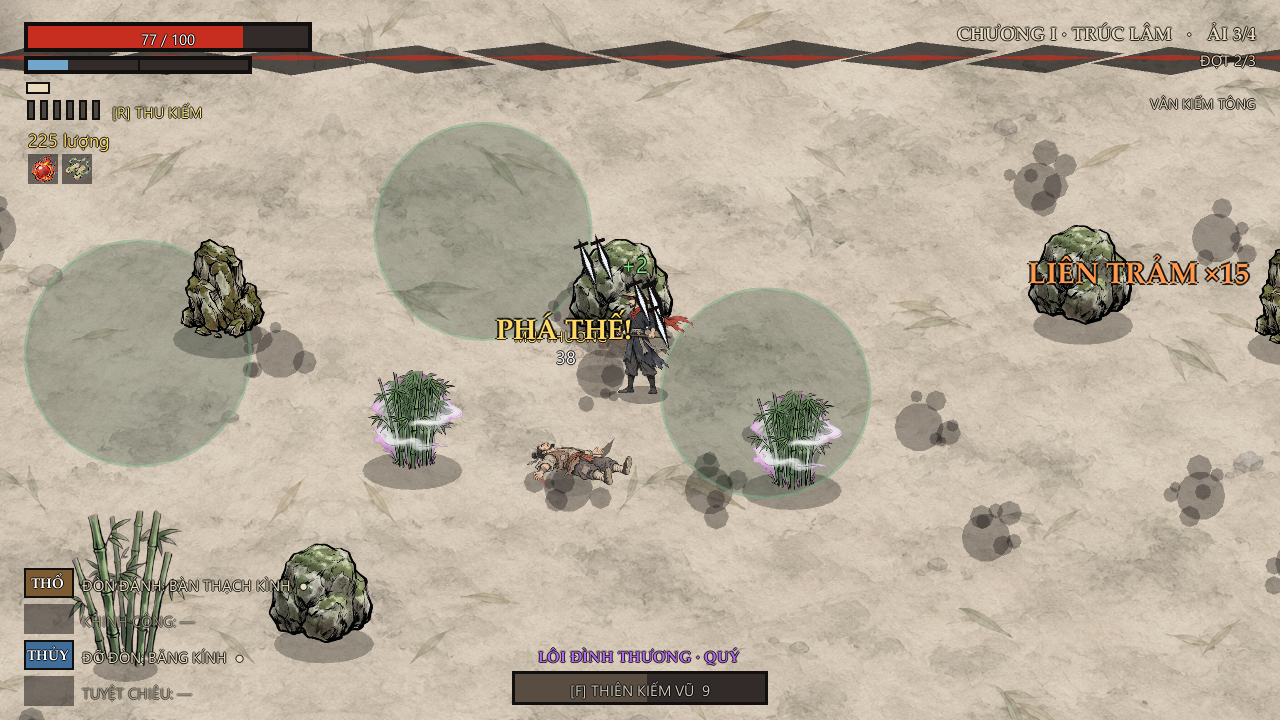 77 / 100
CHƯƠNG I · TRÚC LÂM · ẢI 3/4
ĐỢT 2/3
VÂN KIẾM TÔNG
[R] THU KIẾM
225 lượng
+2
LIÊN TRẢM ×15
PHÁ THẾ!
38
THỔ
ĐÒN ĐÁNH: BÀN THẠCH KÌNH
KHINH CÔNG: —
THỦY
ĐỠ ĐÒN: BĂNG KÍNH
TUYỆT CHIÊU: —
LÔI ĐÌNH THƯƠNG · QUÝ
[F] THIÊN KIẾM VŨ 9